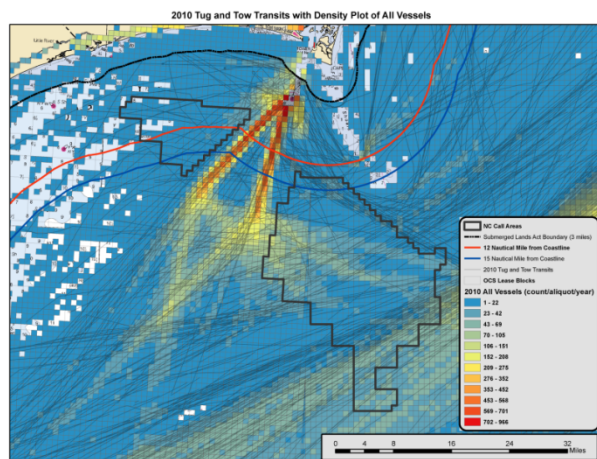 2010 Tug and Tow Transits with Density Plot of All Vessels
NC Call Areas
Submerged Lands Act Boundary (3 miles)
12 Nautical Mile from Coastline
15 Nautical Mile from Coastline
2010 Tug and Tow Transits
OCS Lease Blocks
2010 All Vessels (count/aliquot/year)
1 - 22
23 - 42
43 - 69
70 - 105
106 - 151
152 - 208
209 - 275
276 - 352
353 - 452
453 - 568
569 - 701
702 - 966
0 4 8 16 24 32
Miles